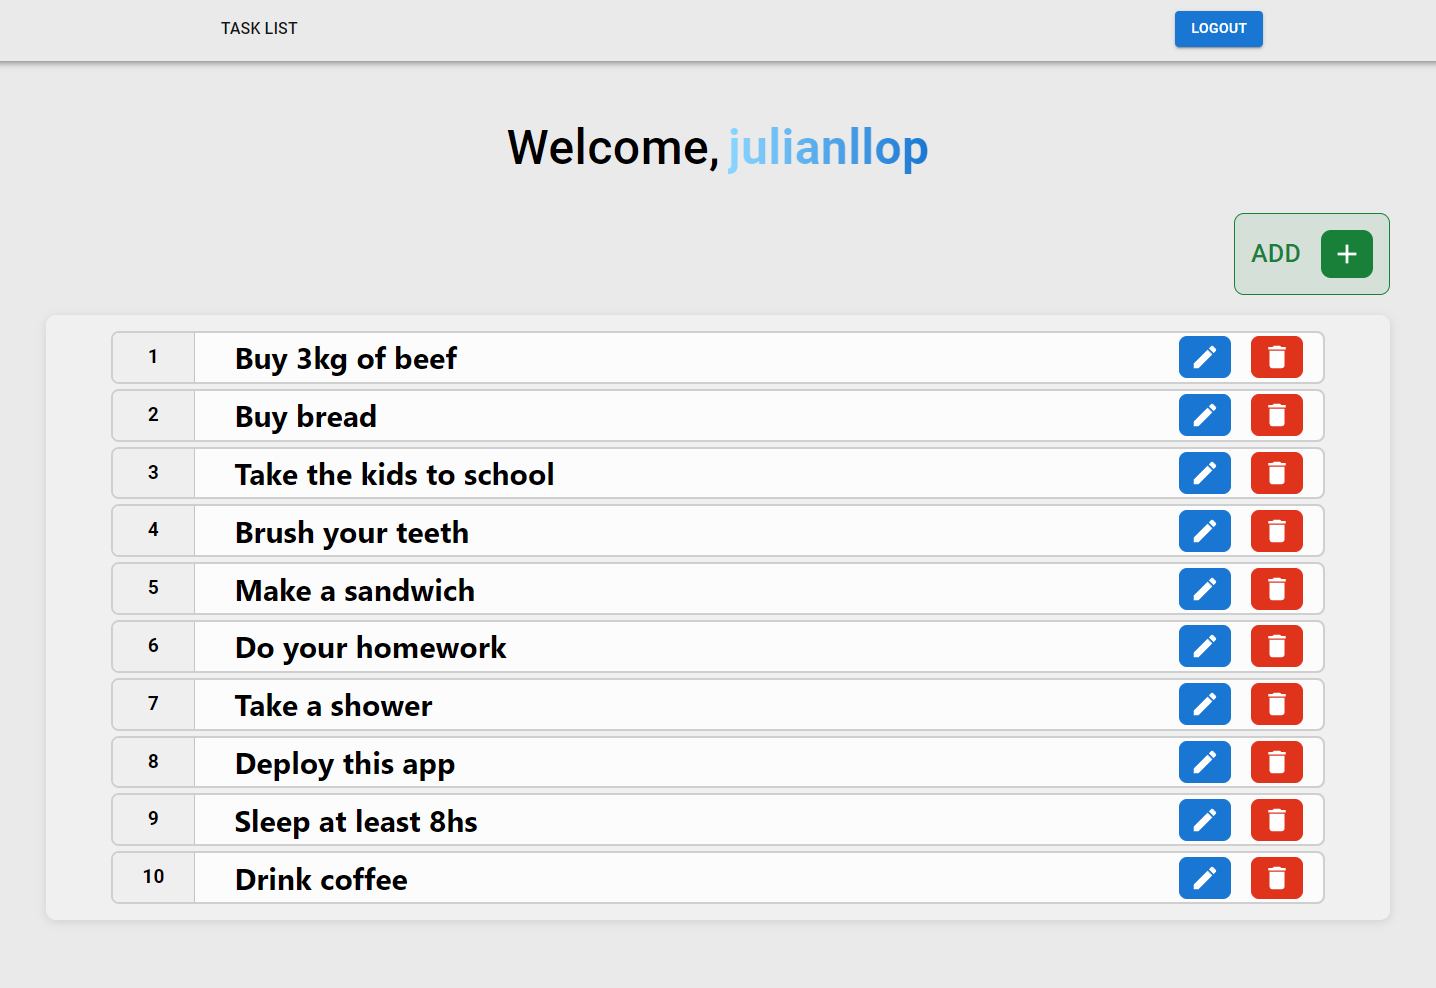 TASK LIST
LOGOUT
Welcome, julianllop
ADD
1 Buy 3kg of beef
2 Buy bread
3 Take the kids to school
4 Brush your teeth
5 Make a sandwich
6 Do your homework
7 Take a shower
8 Deploy this app
9 Sleep at least 8hs
10 Drink coffee